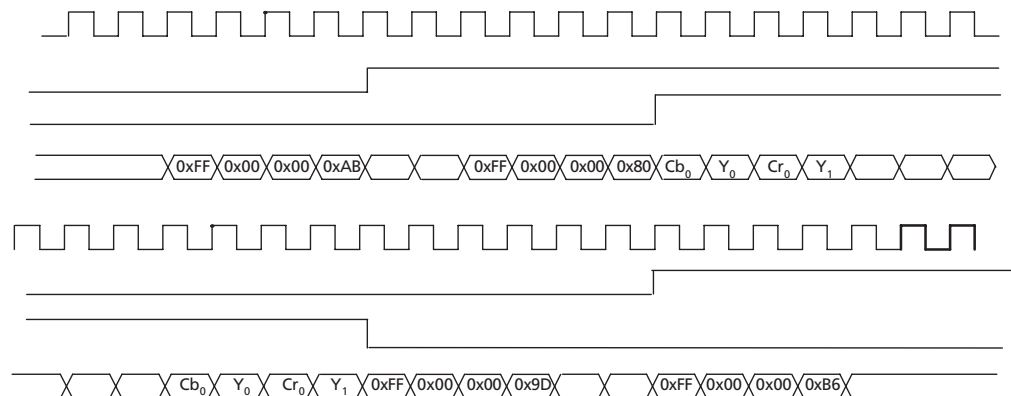 0xFF 0x00 0x00 0xAB 0xFF 0x00 0x00 0x80 Cb₀ Y₀ Cr₀ Y₁
Cb₀ Y₀ Cr₀ Y₁ 0xFF 0x00 0x00 0x9D 0xFF 0x00 0x00 0xB6